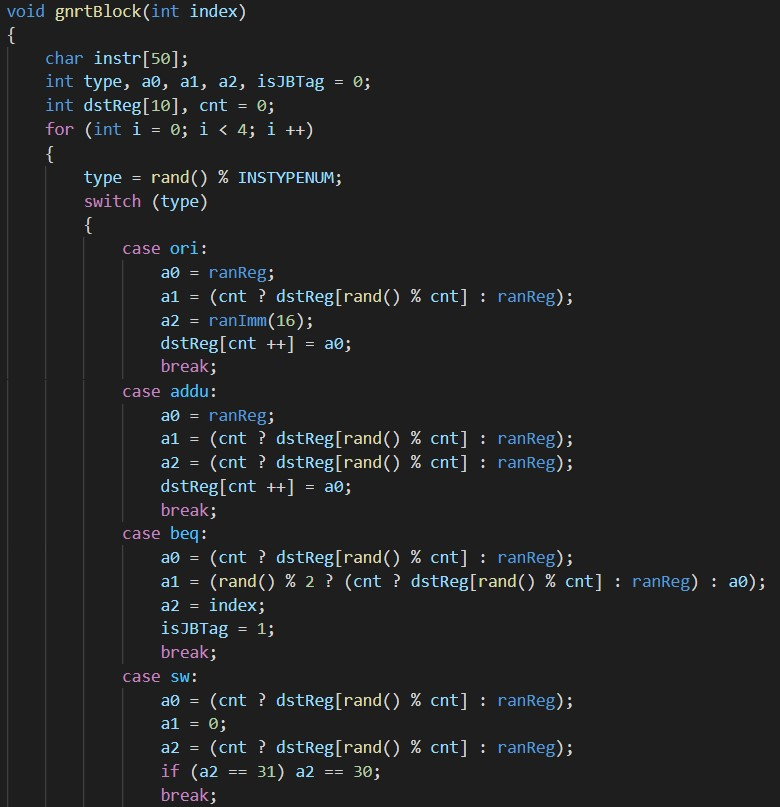 void gnrtBlock(int index)
{
    char instr[50];
    int type, a0, a1, a2, isJBTag = 0;
    int dstReg[10], cnt = 0;
    for (int i = 0; i < 4; i ++)
    {
        type = rand() % INSTYPENUM;
        switch (type)
        {
            case ori:
                a0 = ranReg;
                a1 = (cnt ? dstReg[rand() % cnt] : ranReg);
                a2 = ranImm(16);
                dstReg[cnt ++] = a0;
                break;
            case addu:
                a0 = ranReg;
                a1 = (cnt ? dstReg[rand() % cnt] : ranReg);
                a2 = (cnt ? dstReg[rand() % cnt] : ranReg);
                dstReg[cnt ++] = a0;
                break;
            case beq:
                a0 = (cnt ? dstReg[rand() % cnt] : ranReg);
                a1 = (rand() % 2 ? (cnt ? dstReg[rand() % cnt] : ranReg) : a0);
                a2 = index;
                isJBTag = 1;
                break;
            case sw:
                a0 = (cnt ? dstReg[rand() % cnt] : ranReg);
                a1 = 0;
                a2 = (cnt ? dstReg[rand() % cnt] : ranReg);
                if (a2 == 31) a2 == 30;
                break;